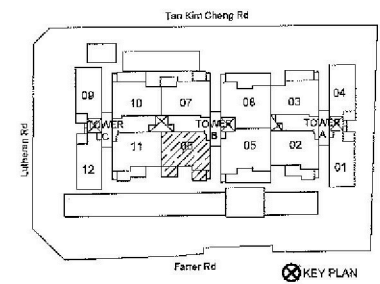 Tan Kim Cheng Rd
Lutheran Rd
09
10
07
06
03
04
TOWER
C
TOWER
B
TOWER
A
12
11
05
02
01
Farrer Rd
KEY PLAN